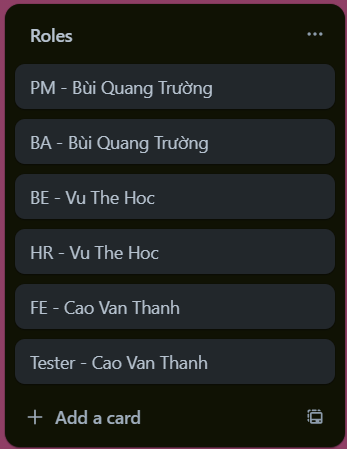 Roles
PM - Bùi Quang Trường
BA - Bùi Quang Trường
BE - Vu The Hoc
HR - Vu The Hoc
FE - Cao Van Thanh
Tester - Cao Van Thanh
Add a card